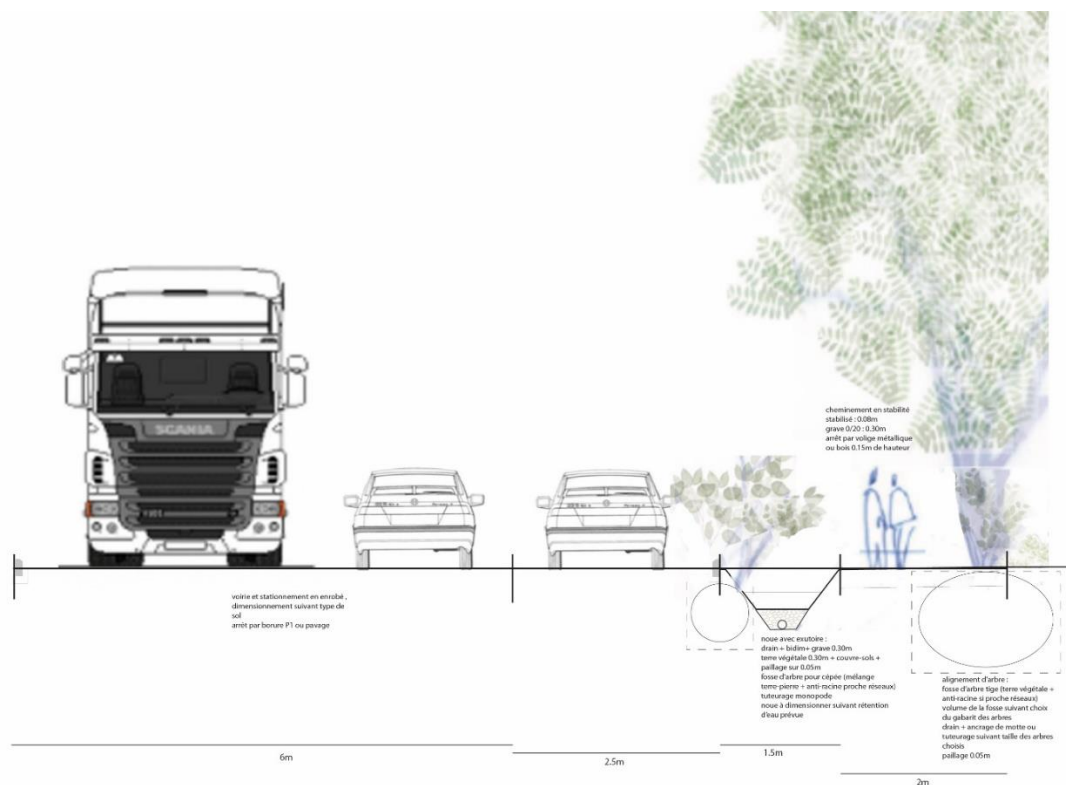 cheminement en stabilité
stabilisé : 0.08m
grave 0/20 : 0.30m
arrêt par volige métallique
ou bois 0.15m de hauteur
SCANIA
voirie et stationnement en enrobé ,
dimensionnement suivant type de
sol
arrêt par borure P1 ou pavage
noue avec exutoire :
drain + bidim+ grave 0.30m
terre végétale 0.30m + couvre-sols +
paillage sur 0.05m
fosse d'arbre pour cépée (mélange
terre-pierre + anti-racine proche réseaux)
tuteurage monopode
noue à dimensionner suivant rétention
d'eau prévue
alignement d'arbre :
fosse d'arbre tige (terre végétale +
anti-racine si proche réseaux)
volume de la fosse suivant choix
du gabarit des arbres
drain + ancrage de motte ou
tuteurage suivant taille des arbres
choisis
paillage 0.05m
6m
2.5m
1.5m
2m